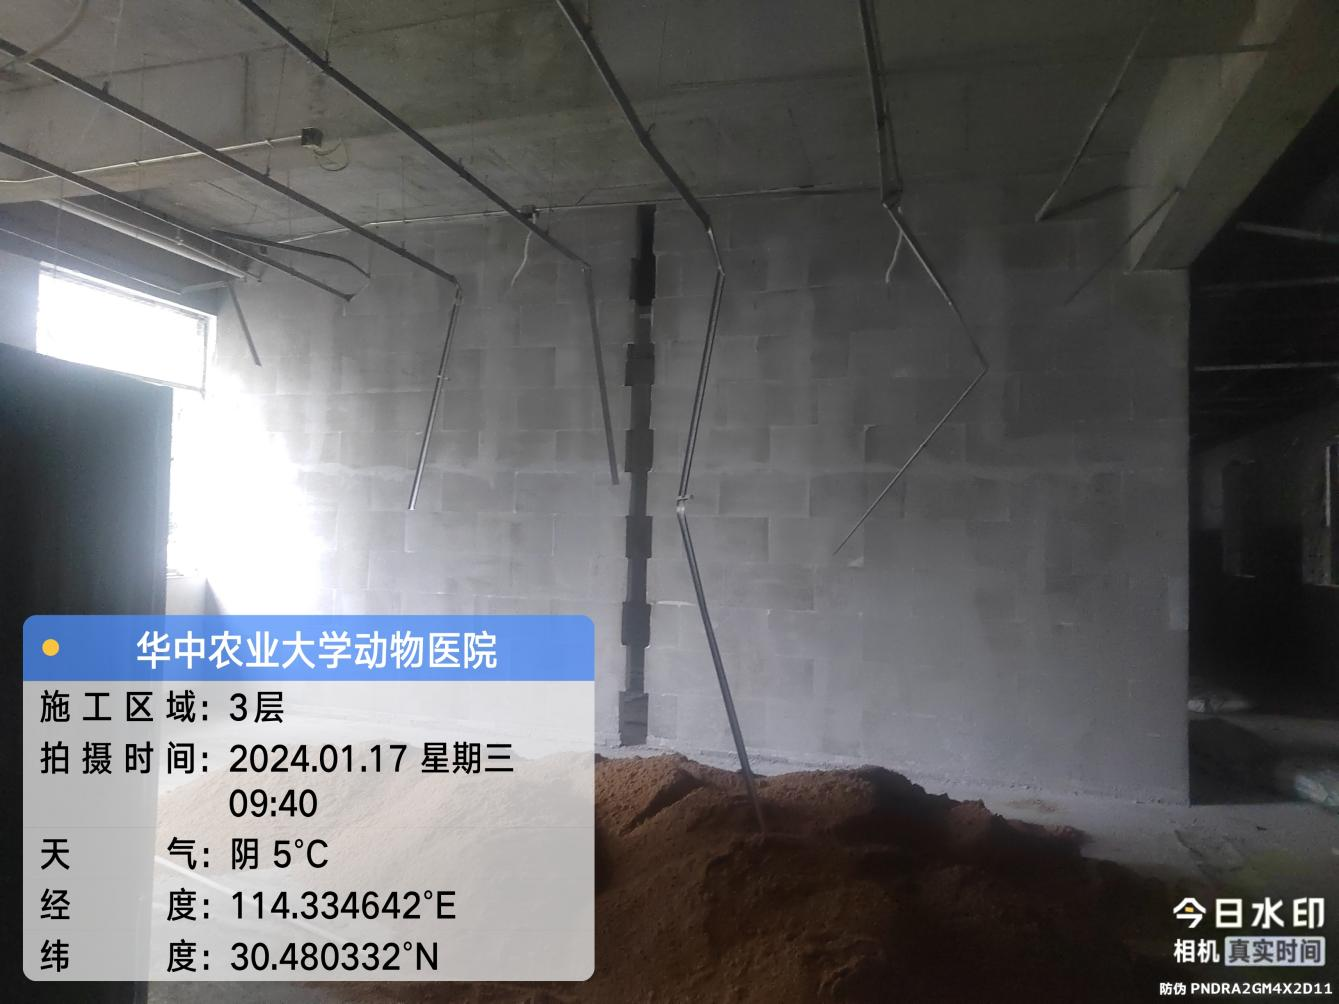 华中农业大学动物医院
施工区域：3层
拍摄时间：2024.01.17 星期三
09:40
天气：阴 5°C
经度：114.334642°E
纬度：30.480332°N
今日水印
相机 真实时间
防伪 PNDRA2GM4X2D11